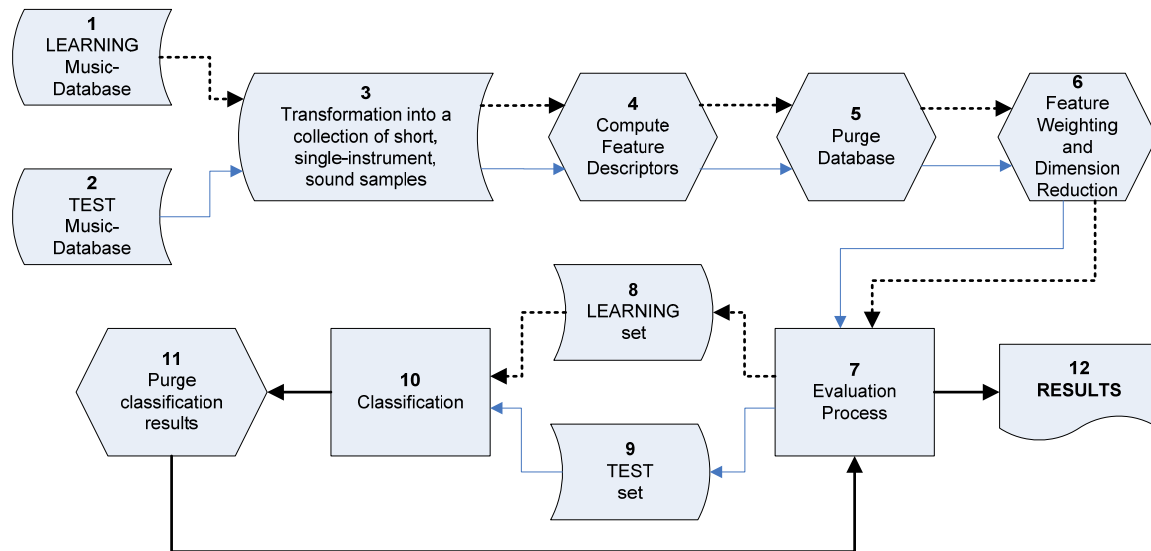 1
LEARNING
Music-
Database
2
TEST
Music-
Database
3
Transformation into a
collection of short,
single-instrument,
sound samples
4
Compute
Feature
Descriptors
5
Purge
Database
6
Feature
Weighting
and
Dimension
Reduction
7
Evaluation
Process
8
LEARNING
set
9
TEST
set
10
Classification
11
Purge
classification
results
12
RESULTS